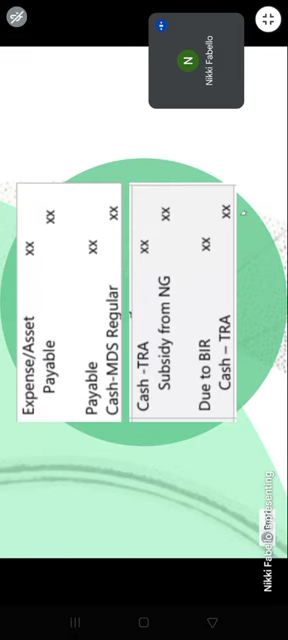 Expense/Asset xx
Payable xx
Payable xx
Cash-MDS Regular xx
Cash -TRA xx
Subsidy from NG xx
Due to BIR xx
Cash – TRA xx
N
Nikki Fabello
Nikki Fabello